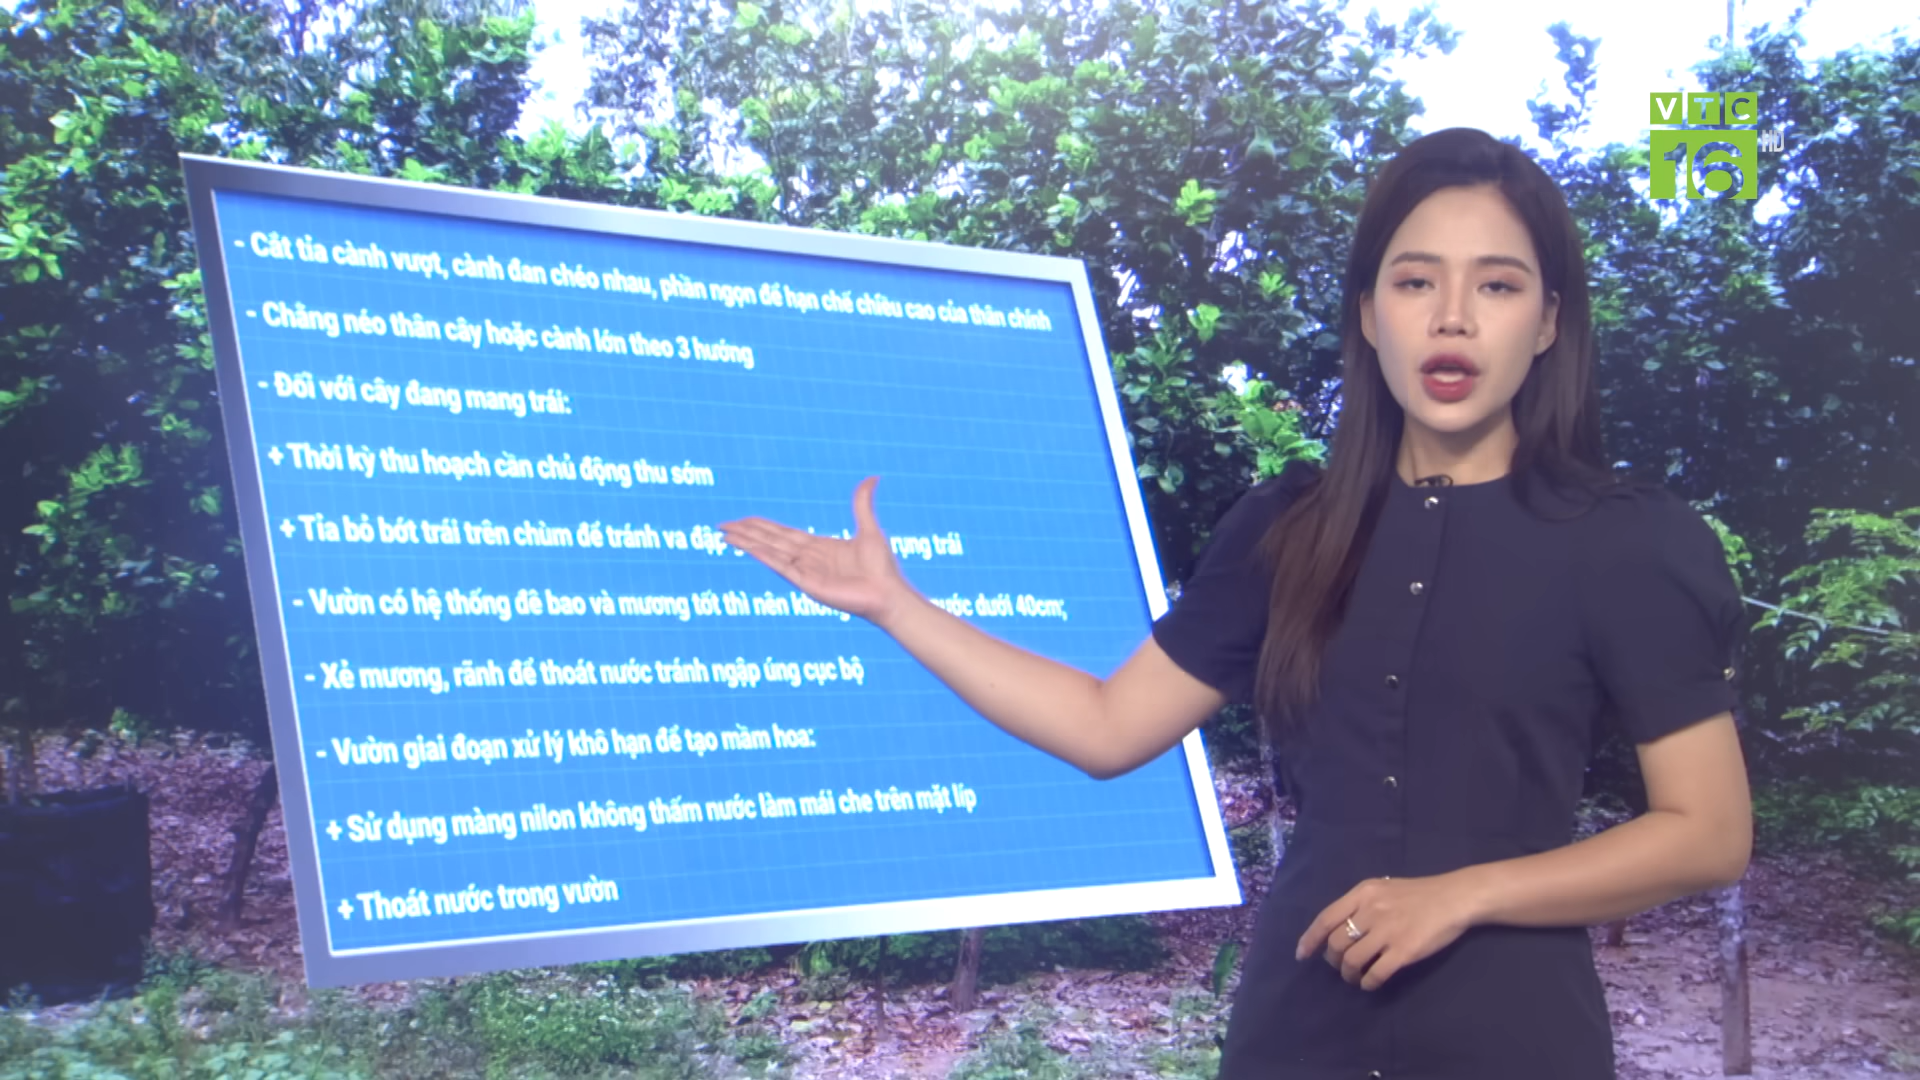 VTC
16
HD
- Cắt tỉa cành vượt, cành đan chéo nhau, phần ngọn để hạn chế chiều cao của thân chính
- Chằng néo thân cây hoặc cành lớn theo 3 hướng
- Đối với cây đang mang trái:
+ Thời kỳ thu hoạch cần chủ động thu sớm
+ Tỉa bỏ bớt trái trên chùm để tránh va đập rụng trái
- Vườn có hệ thống đê bao và mương tốt thì nên không nước dưới 40cm;
- Xẻ mương, rãnh để thoát nước tránh ngập úng cục bộ
- Vườn giai đoạn xử lý khô hạn để tạo mầm hoa:
+ Sử dụng màng nilon không thấm nước làm mái che trên mặt líp
+ Thoát nước trong vườn